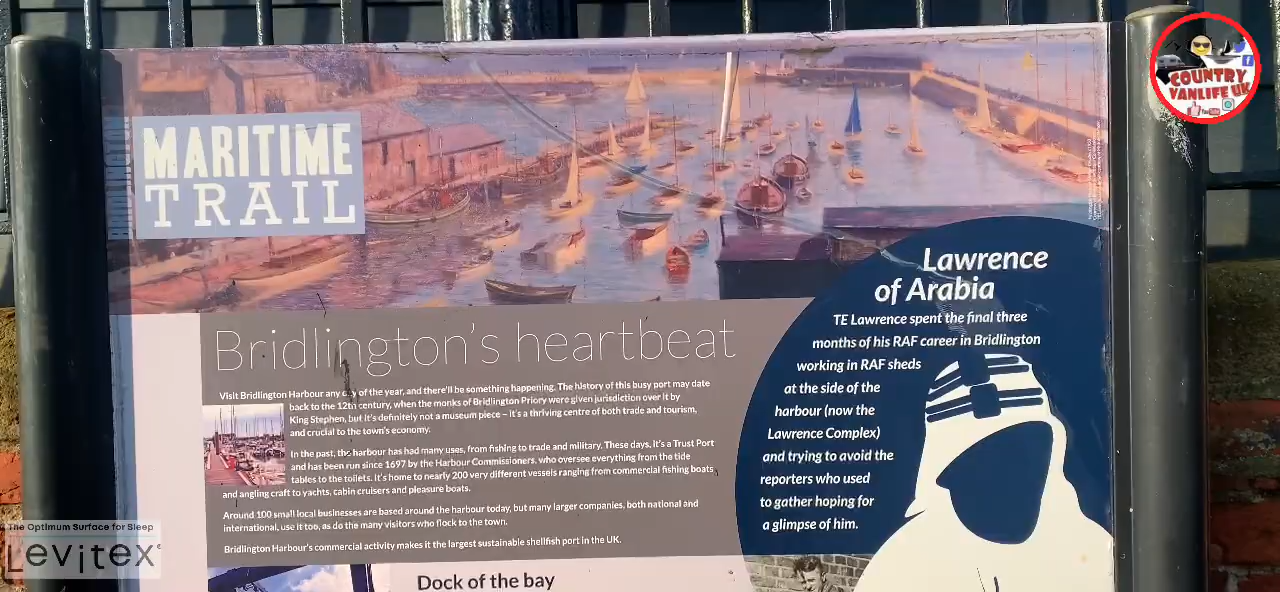 COUNTRY
VANLIFE UK
MARITIME
TRAIL
Bridlington's heartbeat
Visit Bridlington Harbour any day of the year, and there'll be something happening. The history of this busy port may date
back to the 12th century, when the monks of Bridlington Priory were given jurisdiction over it by
King Stephen, but it's definitely not a museum piece – it's a thriving centre of both trade and tourism,
and crucial to the town's economy.
In the past, the harbour has had many uses, from fishing to trade and military. These days, it's a Trust Port
and has been run since 1697 by the Harbour Commissioners, who oversee everything from the tide
tables to the toilets. It's home to nearly 200 very different vessels ranging from commercial fishing boats
and angling craft to yachts, cabin cruisers and pleasure boats.
Around 100 small local businesses are based around the harbour today, but many larger companies, both national and
international, use it too, as do the many visitors who flock to the town.
Bridlington Harbour's commercial activity makes it the largest sustainable shellfish port in the UK.
Dock of the bay
Lawrence
of Arabia
TE Lawrence spent the final three
months of his RAF career in Bridlington
working in RAF sheds
at the side of the
harbour (now the
Lawrence Complex)
and trying to avoid the
reporters who used
to gather hoping for
a glimpse of him.
The Optimum Surface for Sleep
Levitex